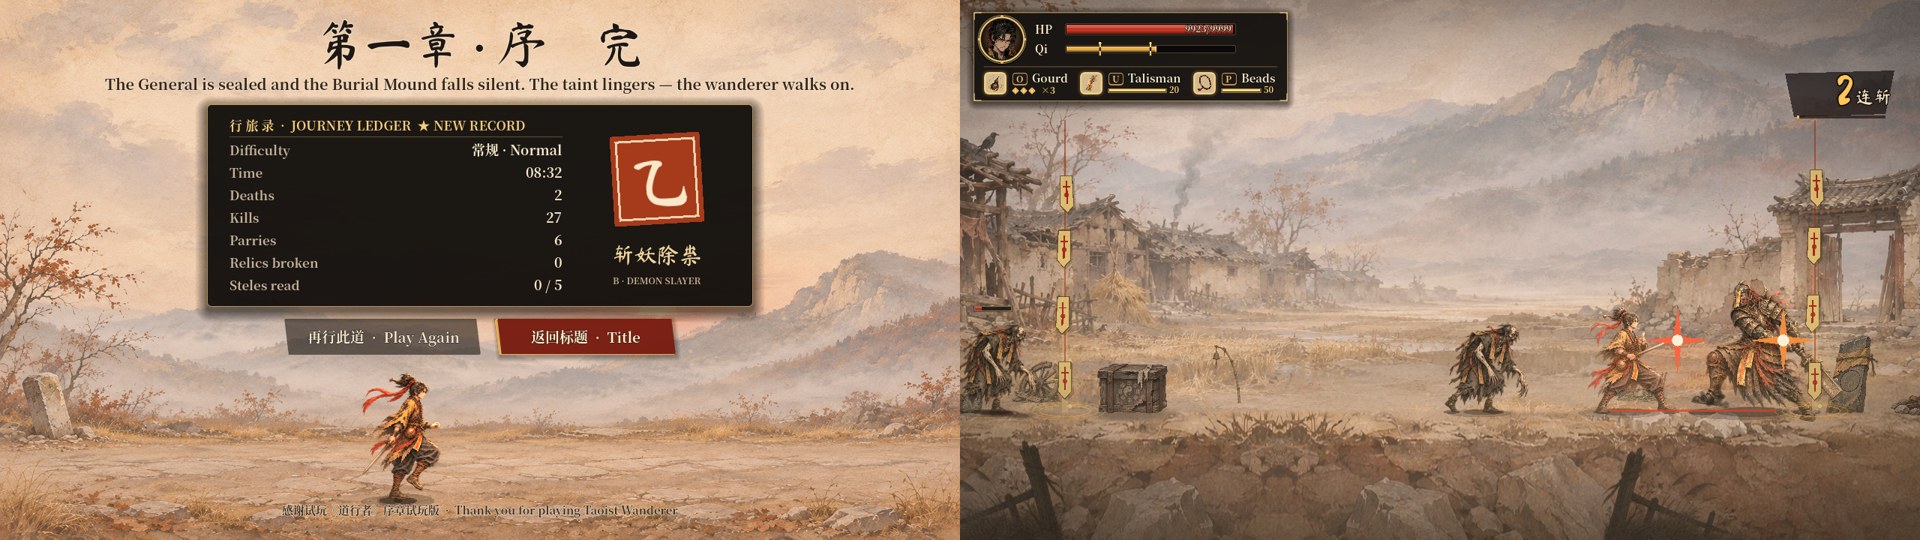 第一章·序 完
The General is sealed and the Burial Mound falls silent. The taint lingers — the wanderer walks on.
行旅录 · JOURNEY LEDGER ★ NEW RECORD
Difficulty 常规 · Normal
Time 08:32
Deaths 2
Kills 27
Parries 6
Relics broken 0
Steles read 0 / 5
乙
斩妖除祟
B · DEMON SLAYER
再行此道 · Play Again
返回标题 · Title
感谢试玩 道行者 序章试玩版 · Thank you for playing Taoist Wanderer
HP 9923/9999
Qi
O Gourd ×3
U Talisman 20
P Beads 50
2连斩